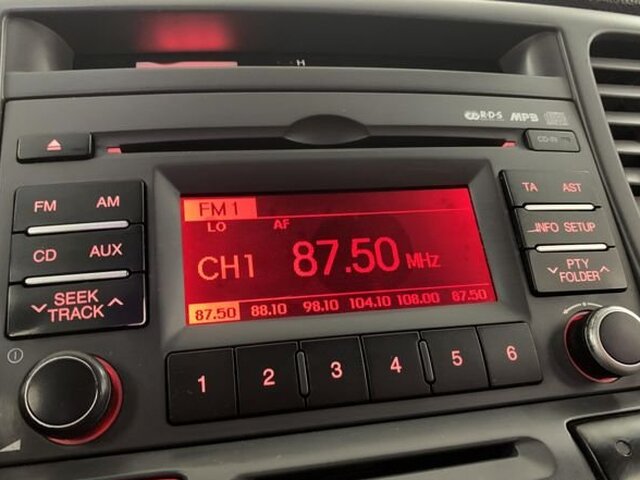 H
R·D·S MP3
CD-IN
FM AM
CD AUX
SEEK
TRACK
FM1
LO AF
CH1 87.50 MHz
87.50 88.10 98.10 104.10 108.00 87.50
TA AST
INFO SETUP
PTY
FOLDER
1 2 3 4 5 6